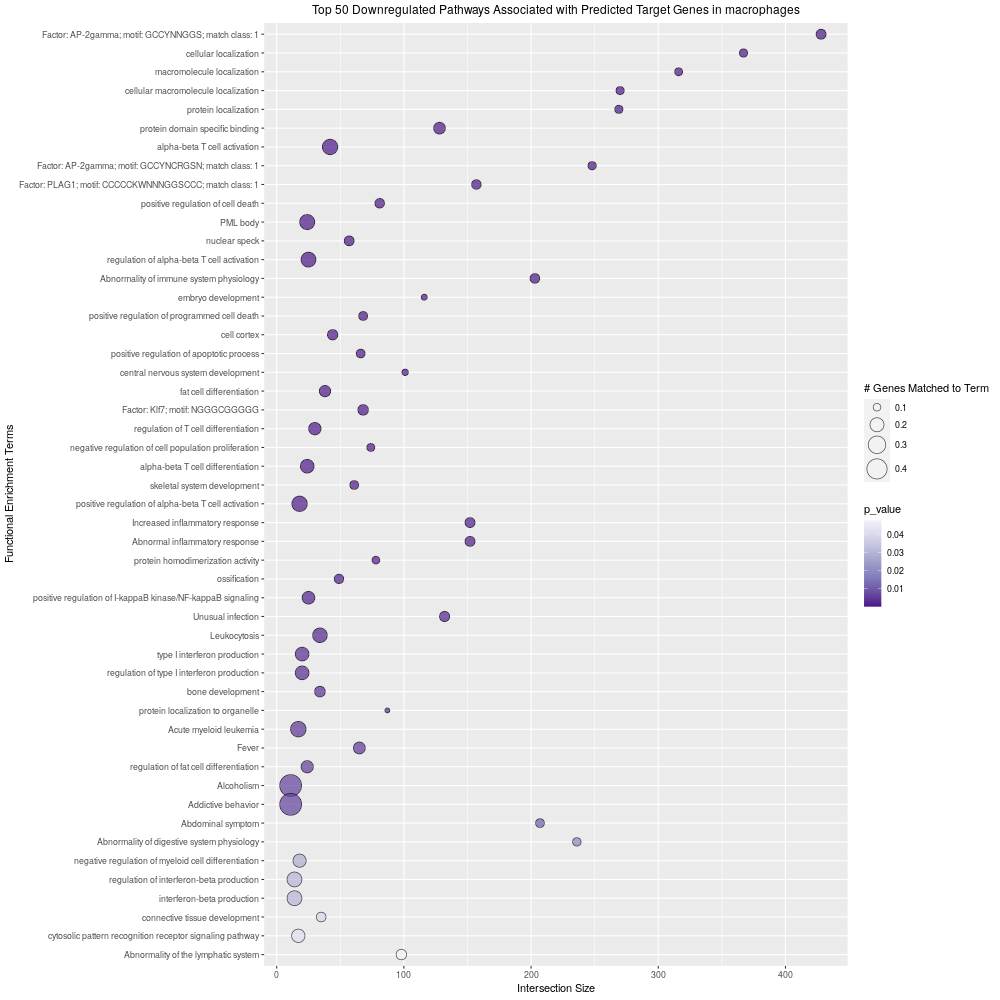 Top 50 Downregulated Pathways Associated with Predicted Target Genes in macrophages
Factor: AP-2gamma; motif: GCCYNNGGS; match class: 1
cellular localization
macromolecule localization
cellular macromolecule localization
protein localization
protein domain specific binding
alpha-beta T cell activation
Factor: AP-2gamma; motif: GCCYNCRGSN; match class: 1
Factor: PLAG1; motif: CCCCCKWNNNGGSCCC; match class: 1
positive regulation of cell death
PML body
nuclear speck
regulation of alpha-beta T cell activation
Abnormality of immune system physiology
embryo development
positive regulation of programmed cell death
cell cortex
positive regulation of apoptotic process
central nervous system development
fat cell differentiation
Factor: Klf7; motif: NGGGCGGGGG
regulation of T cell differentiation
negative regulation of cell population proliferation
alpha-beta T cell differentiation
skeletal system development
positive regulation of alpha-beta T cell activation
Increased inflammatory response
Abnormal inflammatory response
protein homodimerization activity
ossification
positive regulation of I-kappaB kinase/NF-kappaB signaling
Unusual infection
Leukocytosis
type I interferon production
regulation of type I interferon production
bone development
protein localization to organelle
Acute myeloid leukemia
Fever
regulation of fat cell differentiation
Alcoholism
Addictive behavior
Abdominal symptom
Abnormality of digestive system physiology
negative regulation of myeloid cell differentiation
regulation of interferon-beta production
interferon-beta production
connective tissue development
cytosolic pattern recognition receptor signaling pathway
Abnormality of the lymphatic system
0 100 200 300 400
Intersection Size
Functional Enrichment Terms
# Genes Matched to Term
0.1
0.2
0.3
0.4
p_value
0.04
0.03
0.02
0.01